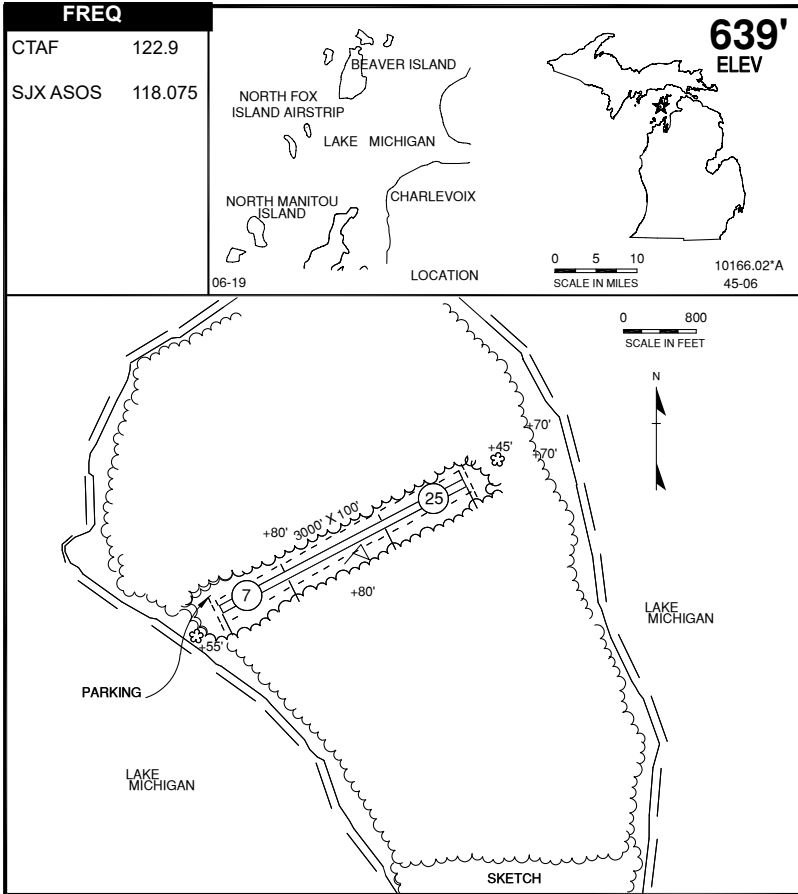 FREQ
CTAF 122.9
SJX ASOS 118.075
BEAVER ISLAND
NORTH FOX
ISLAND AIRSTRIP
LAKE MICHIGAN
NORTH MANITOU
ISLAND
CHARLEVOIX
06-19
LOCATION
639'
ELEV
0 5 10
SCALE IN MILES
10166.02*A
45-06
0 800
SCALE IN FEET
N
+70'
+45'
+70'
25
3000' X 100'
+80'
7
+80'
+55'
LAKE
MICHIGAN
PARKING
LAKE
MICHIGAN
SKETCH